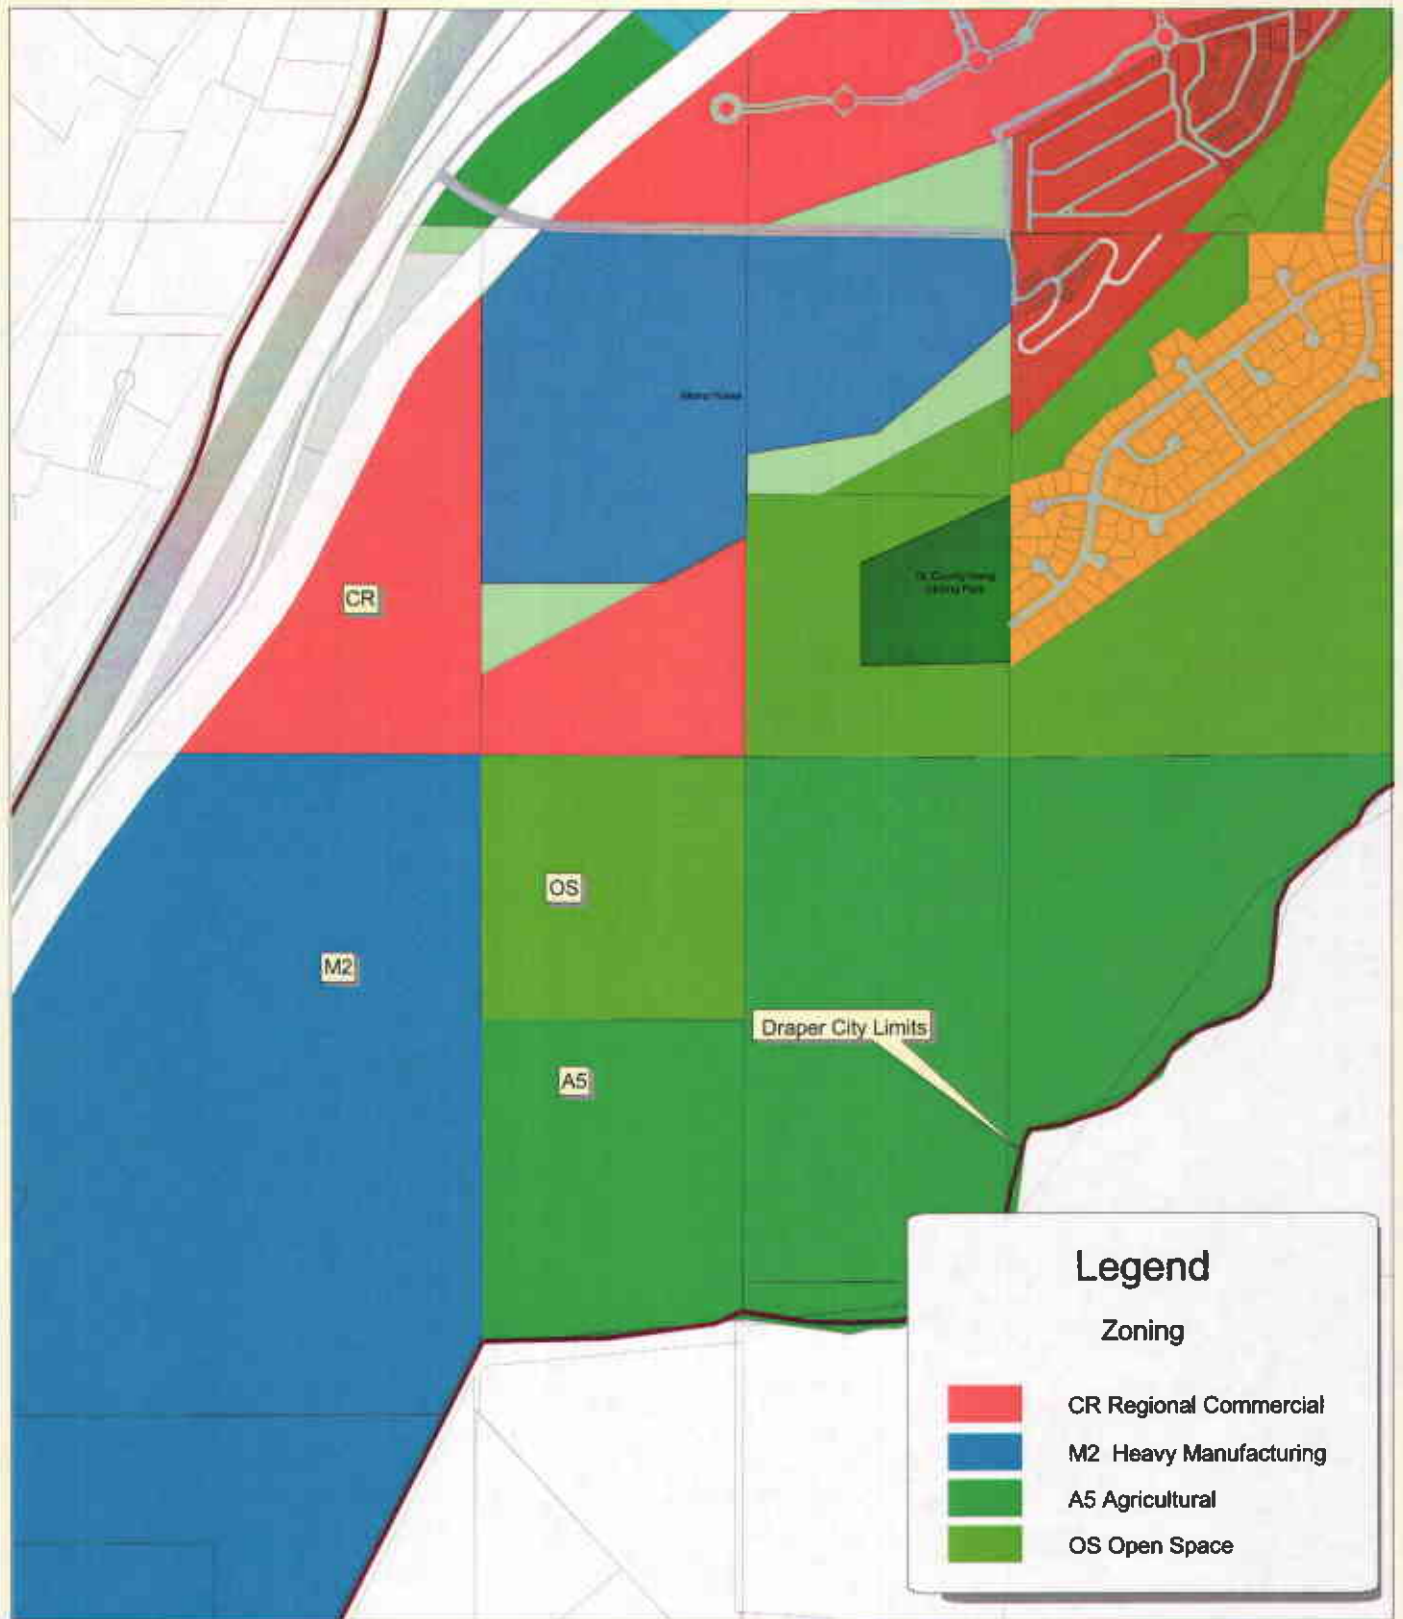 CR
OS
M2
Draper City Limits
A5
Legend
Zoning
CR Regional Commercial
M2 Heavy Manufacturing
A5 Agricultural
OS Open Space